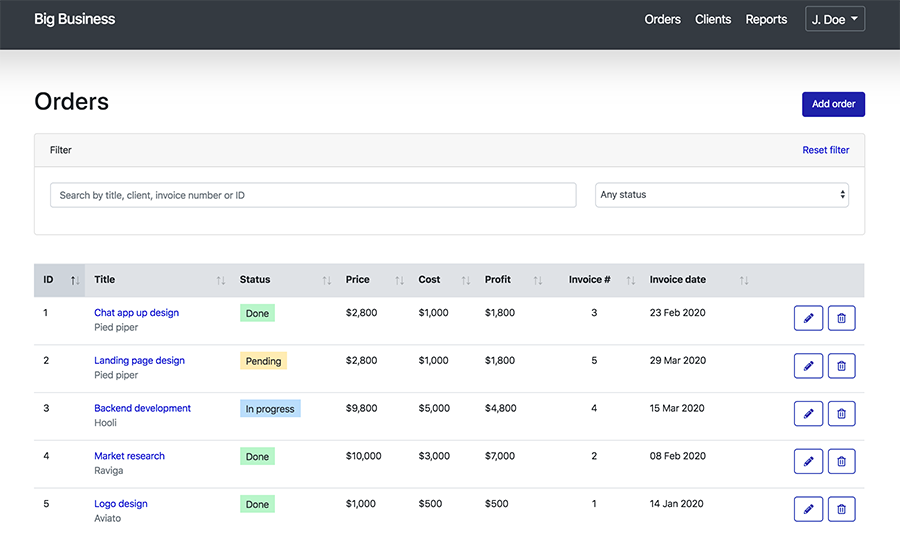 Big Business Orders Clients Reports J. Doe
Orders Add order
Filter Reset filter
Search by title, client, invoice number or ID Any status
ID Title Status Price Cost Profit Invoice # Invoice date
1 Chat app up design Done $2,800 $1,000 $1,800 3 23 Feb 2020
Pied piper
2 Landing page design Pending $2,800 $1,000 $1,800 5 29 Mar 2020
Pied piper
3 Backend development In progress $9,800 $5,000 $4,800 4 15 Mar 2020
Hooli
4 Market research Done $10,000 $3,000 $7,000 2 08 Feb 2020
Raviga
5 Logo design Done $1,000 $500 $500 1 14 Jan 2020
Aviato